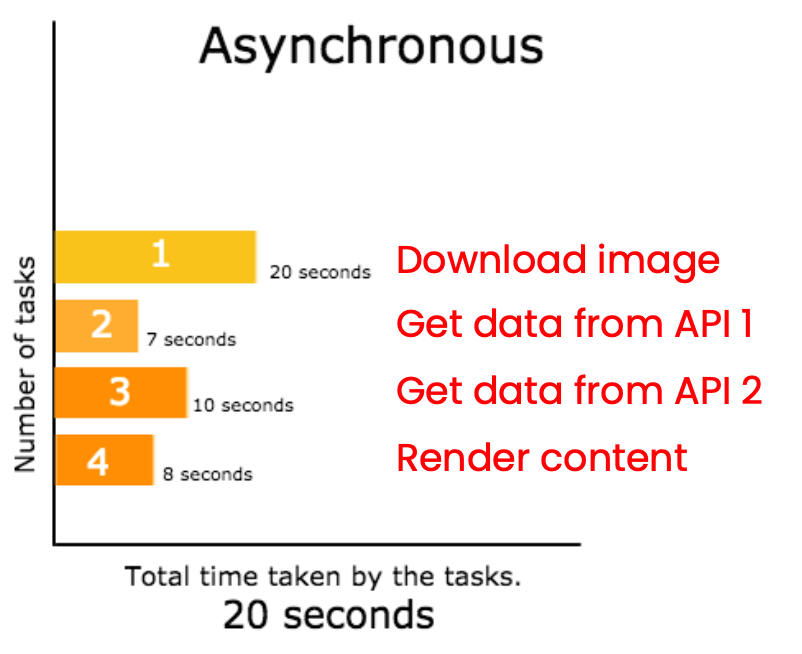 Asynchronous
Number of tasks
1
20 seconds
Download image
2
7 seconds
Get data from API 1
3
10 seconds
Get data from API 2
4
8 seconds
Render content
Total time taken by the tasks.
20 seconds